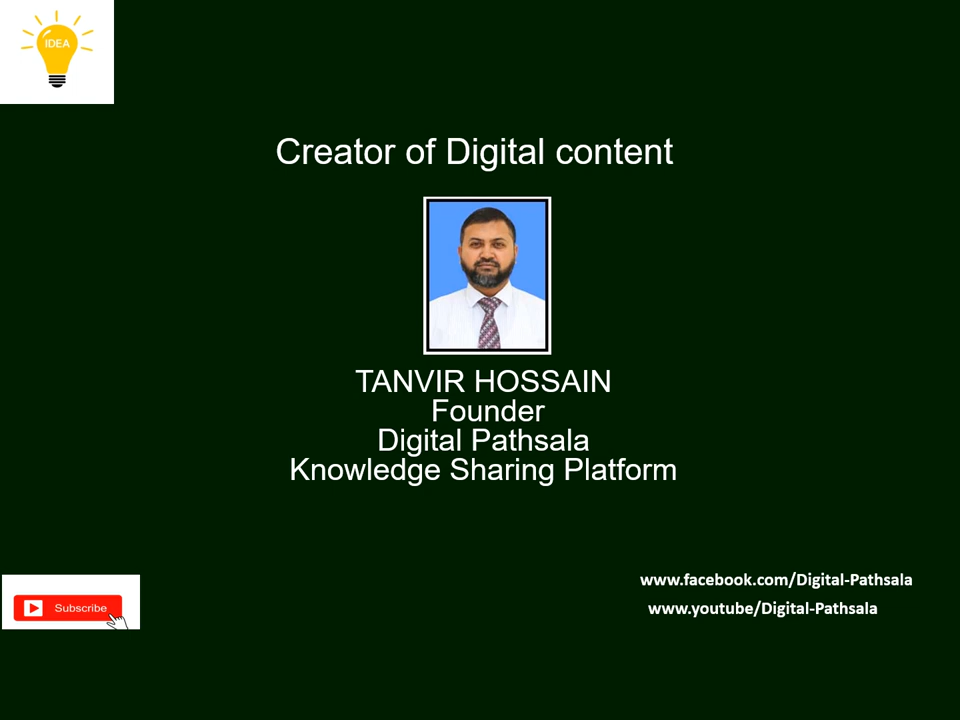 IDEA
Creator of Digital content
TANVIR HOSSAIN
Founder
Digital Pathsala
Knowledge Sharing Platform
www.facebook.com/Digital-Pathsala
www.youtube/Digital-Pathsala
Subscribe